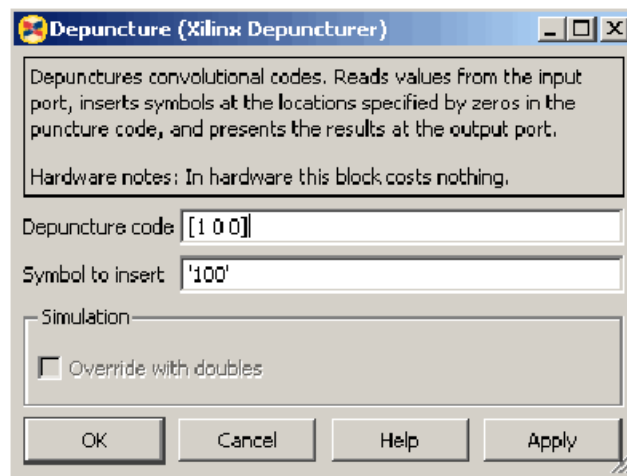 Depuncture (Xilinx Depuncturer)
Depunctures convolutional codes. Reads values from the input
port, inserts symbols at the locations specified by zeros in the
puncture code, and presents the results at the output port.
Hardware notes: In hardware this block costs nothing.
Depuncture code [1 0 0]
Symbol to insert '100'
Simulation
Override with doubles
OK Cancel Help Apply